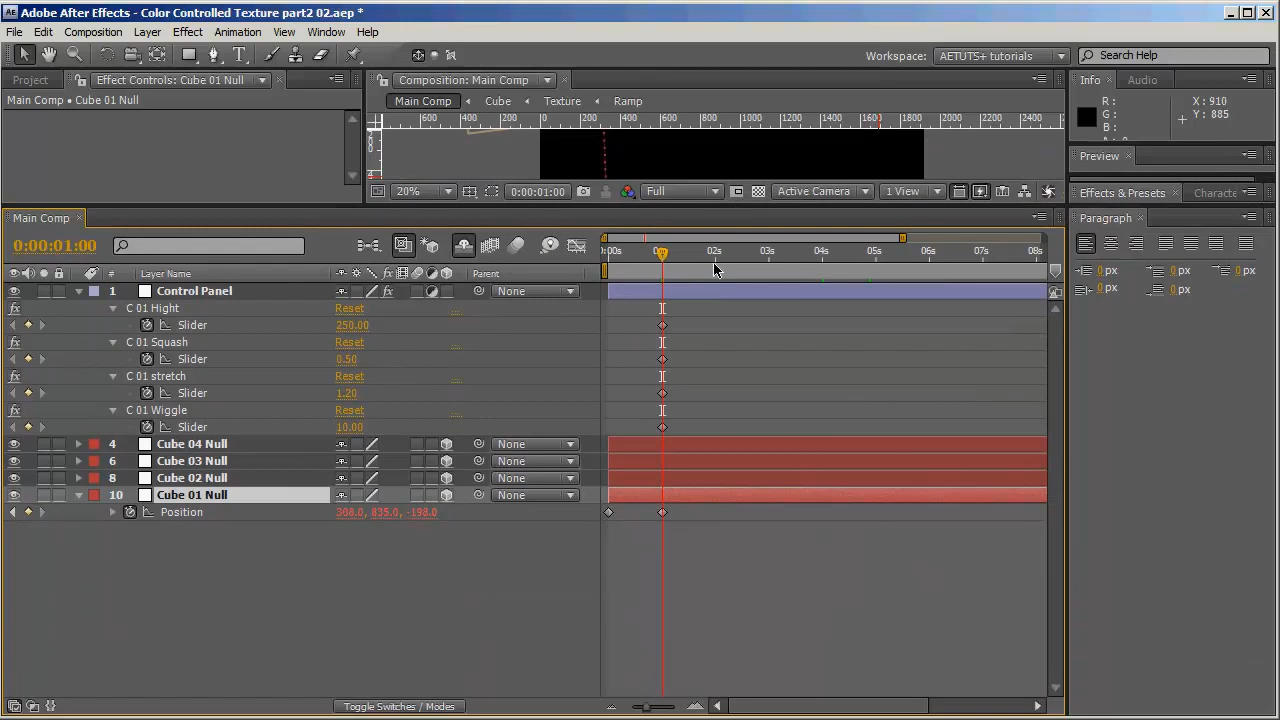 Adobe After Effects - Color Controlled Texture part2 02.aep *
File Edit Composition Layer Effect Animation View Window Help
Workspace: AETUTS+ tutorials Search Help
Project Effect Controls: Cube 01 Null Composition: Main Comp Info Audio
Main Comp • Cube 01 Null Main Comp Cube Texture Ramp
R: X: 910
G: Y: 885
B:
600 400 200 0 200 400 600 800 1000 1200 1400 1600 1800 2000 2200 2400
Preview
20% 0:00:01:00 Full Active Camera 1 View
Effects & Presets Characte
Main Comp Paragraph
0:00:01:00
02s 03s 04s 05s 06s 07s 08s
# Layer Name Parent
0 px 0 px 0 px
0 px 0 px
1 Control Panel None
C 01 Hight Reset
Slider 250.00
C 01 Squash Reset
Slider 0.50
C 01 stretch Reset
Slider 1.20
C 01 Wiggle Reset
Slider 10.00
4 Cube 04 Null None
6 Cube 03 Null None
8 Cube 02 Null None
10 Cube 01 Null None
Position 308.0, 835.0, -198.0
Toggle Switches / Modes